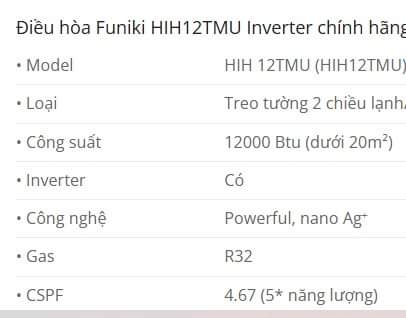 Điều hòa Funiki HIH12TMU Inverter chính hãng
• Model HIH 12TMU (HIH12TMU)
• Loại Treo tường 2 chiều lạnh/
• Công suất 12000 Btu (dưới 20m²)
• Inverter Có
• Công nghệ Powerful, nano Ag⁺
• Gas R32
• CSPF 4.67 (5* năng lượng)